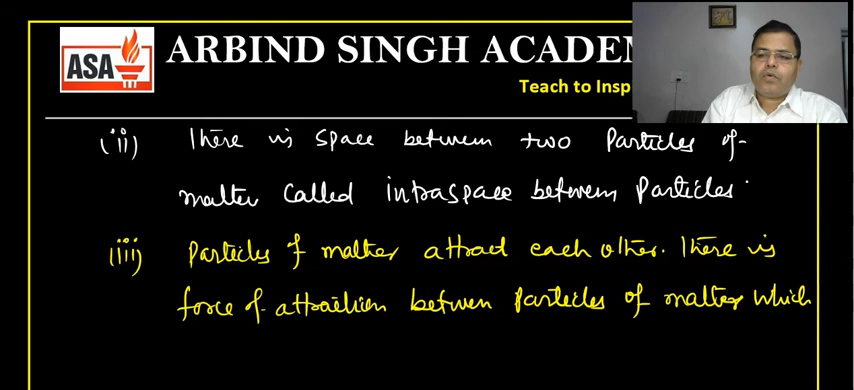 ASA
ARBIND SINGH ACADEM
Teach to Insp
(ii) There is space between two particles of
matter called intraspace between particles.
(iii) Particles of matter attract each other. There is
force of attraction between particles of matter which